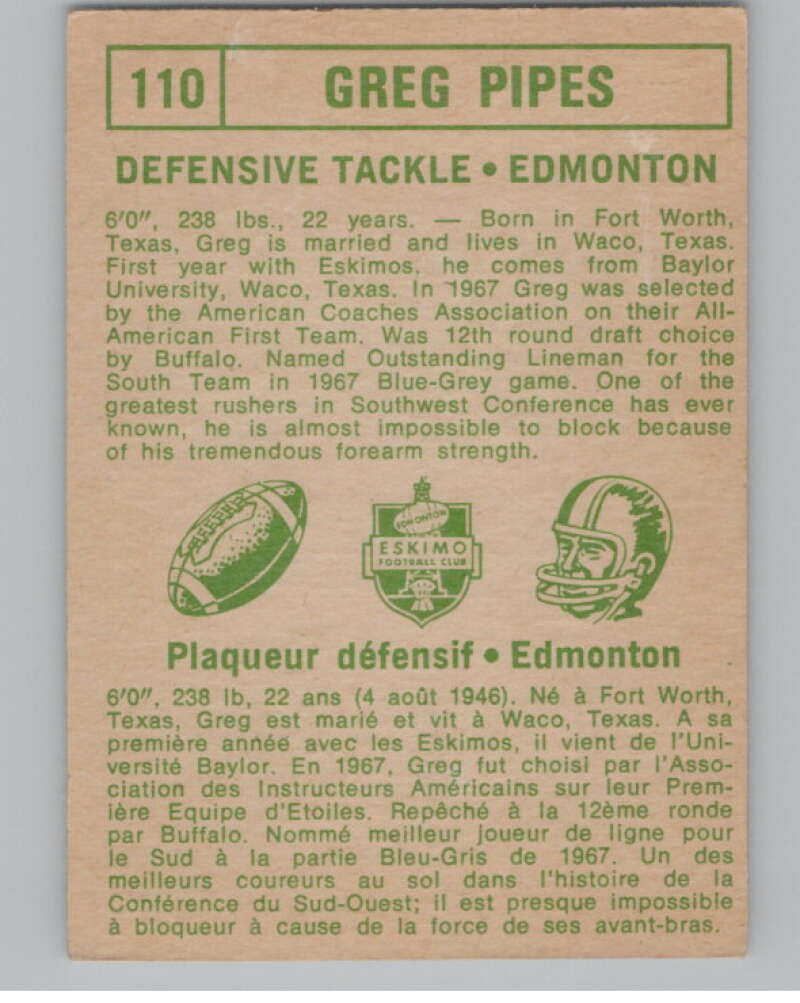 110 GREG PIPES
DEFENSIVE TACKLE • EDMONTON
6'0", 238 lbs., 22 years. — Born in Fort Worth,
Texas, Greg is married and lives in Waco, Texas.
First year with Eskimos, he comes from Baylor
University, Waco, Texas. In 1967 Greg was selected
by the American Coaches Association on their All-
American First Team. Was 12th round draft choice
by Buffalo. Named Outstanding Lineman for the
South Team in 1967 Blue-Grey game. One of the
greatest rushers in Southwest Conference has ever
known, he is almost impossible to block because
of his tremendous forearm strength.
EDMONTON
ESKIMO
FOOTBALL CLUB
Plaqueur défensif • Edmonton
6'0", 238 lb, 22 ans (4 août 1946). Né à Fort Worth,
Texas, Greg est marié et vit à Waco, Texas. A sa
première année avec les Eskimos, il vient de l'Uni-
versité Baylor. En 1967, Greg fut choisi par l'Asso-
ciation des Instructeurs Américains sur leur Prem-
ière Equipe d'Etoiles. Repêché à la 12ème ronde
par Buffalo. Nommé meilleur joueur de ligne pour
le Sud à la partie Bleu-Gris de 1967. Un des
meilleurs coureurs au sol dans l'histoire de la
Conférence du Sud-Ouest; il est presque impossible
à bloqueur à cause de la force de ses avant-bras.